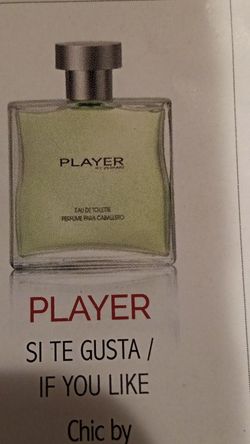 PLAYER
EAU DE TOILETTE
PERFUME PARA CABALLERO
PLAYER
SI TE GUSTA /
IF YOU LIKE
Chic by